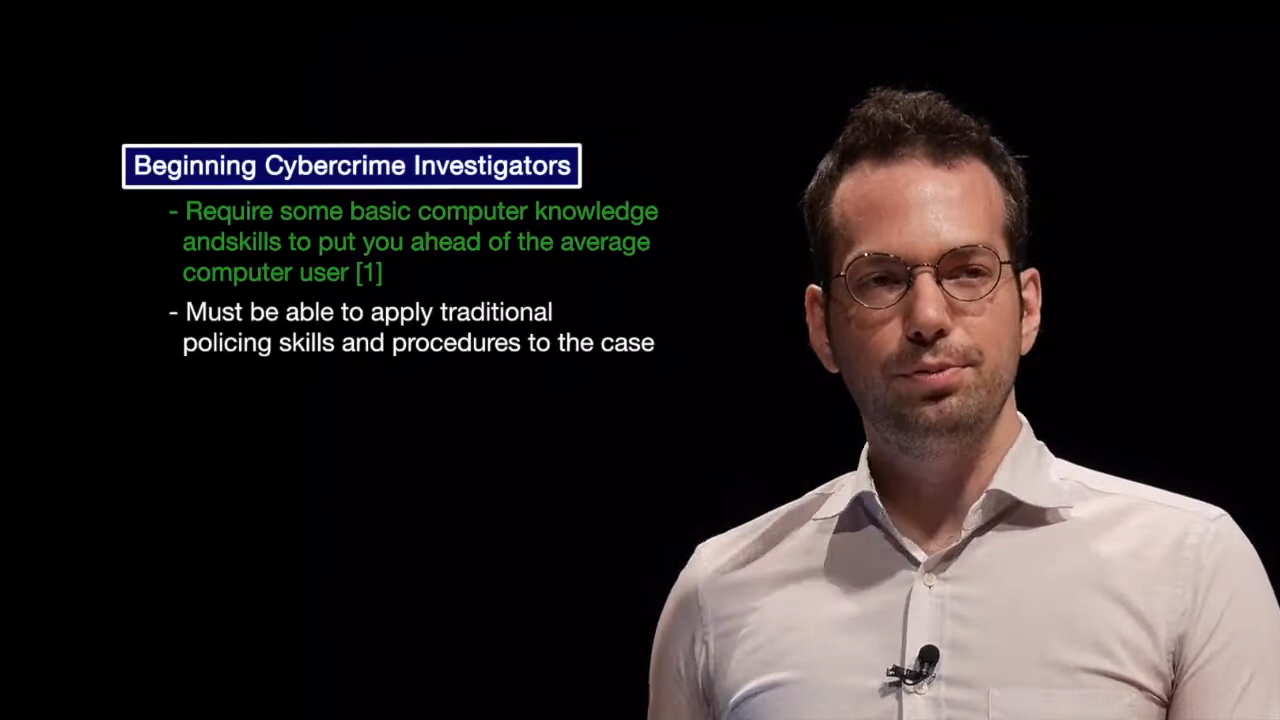 Beginning Cybercrime Investigators
- Require some basic computer knowledge
andskills to put you ahead of the average
computer user [1]
- Must be able to apply traditional
policing skills and procedures to the case